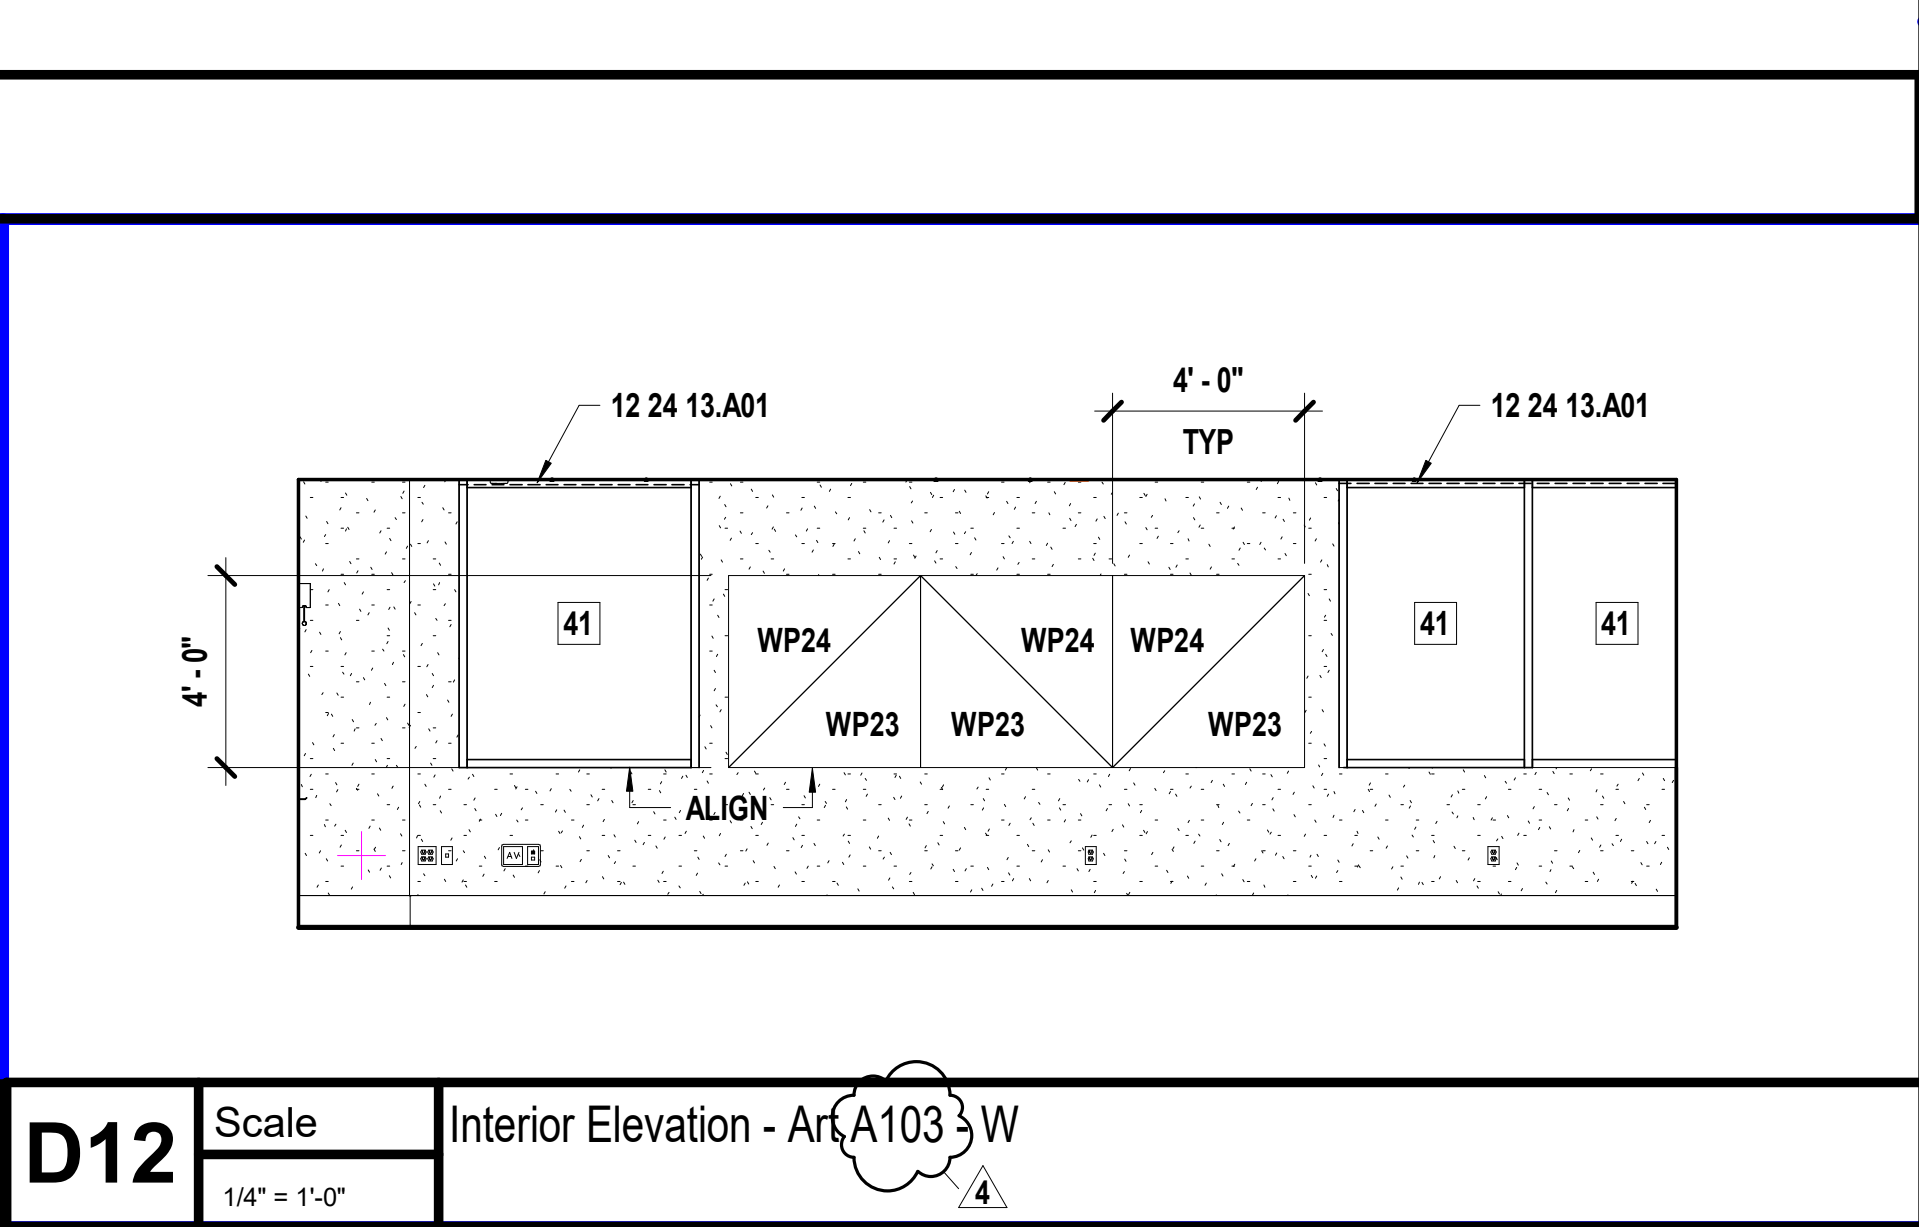 4' - 0"
12 24 13.A01
12 24 13.A01
TYP
41
41
41
WP24
WP24
WP24
4' - 0"
WP23
WP23
WP23
ALIGN
AV
D12
Scale
1/4" = 1'-0"
Interior Elevation - Art A103 - W
4